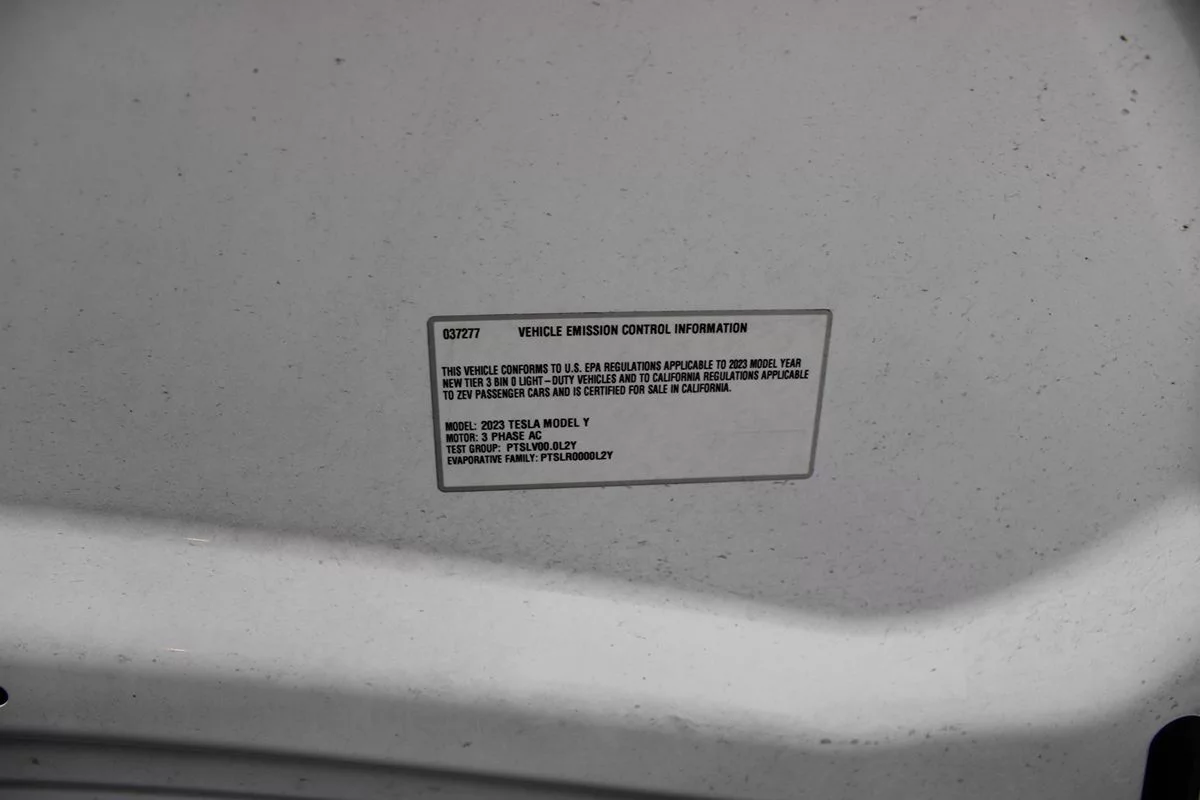 037277 VEHICLE EMISSION CONTROL INFORMATION
THIS VEHICLE CONFORMS TO U.S. EPA REGULATIONS APPLICABLE TO 2023 MODEL YEAR
NEW TIER 3 BIN 0 LIGHT-DUTY VEHICLES AND TO CALIFORNIA REGULATIONS APPLICABLE
TO ZEV PASSENGER CARS AND IS CERTIFIED FOR SALE IN CALIFORNIA.
MODEL: 2023 TESLA MODEL Y
MOTOR: 3 PHASE AC
TEST GROUP: PTSLV00.0L2Y
EVAPORATIVE FAMILY: PTSLR0000L2Y